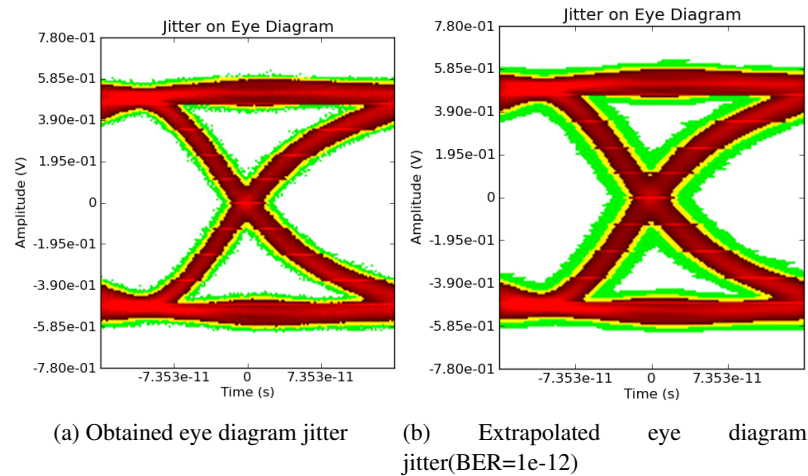 Jitter on Eye Diagram
7.80e-01
5.85e-01
3.90e-01
1.95e-01
0
-1.95e-01
-3.90e-01
-5.85e-01
-7.80e-01
Amplitude (V)
-7.353e-11 0 7.353e-11
Time (s)
(a) Obtained eye diagram jitter
Jitter on Eye Diagram
7.80e-01
5.85e-01
3.90e-01
1.95e-01
0
-1.95e-01
-3.90e-01
-5.85e-01
-7.80e-01
Amplitude (V)
-7.353e-11 0 7.353e-11
Time (s)
(b) Extrapolated eye diagram
jitter(BER=1e-12)